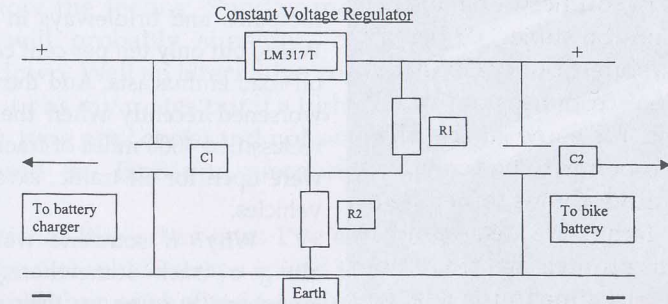 Constant Voltage Regulator
+
+
LM 317 T
R1
C1
C2
To battery
charger
R2
To bike
battery
Earth